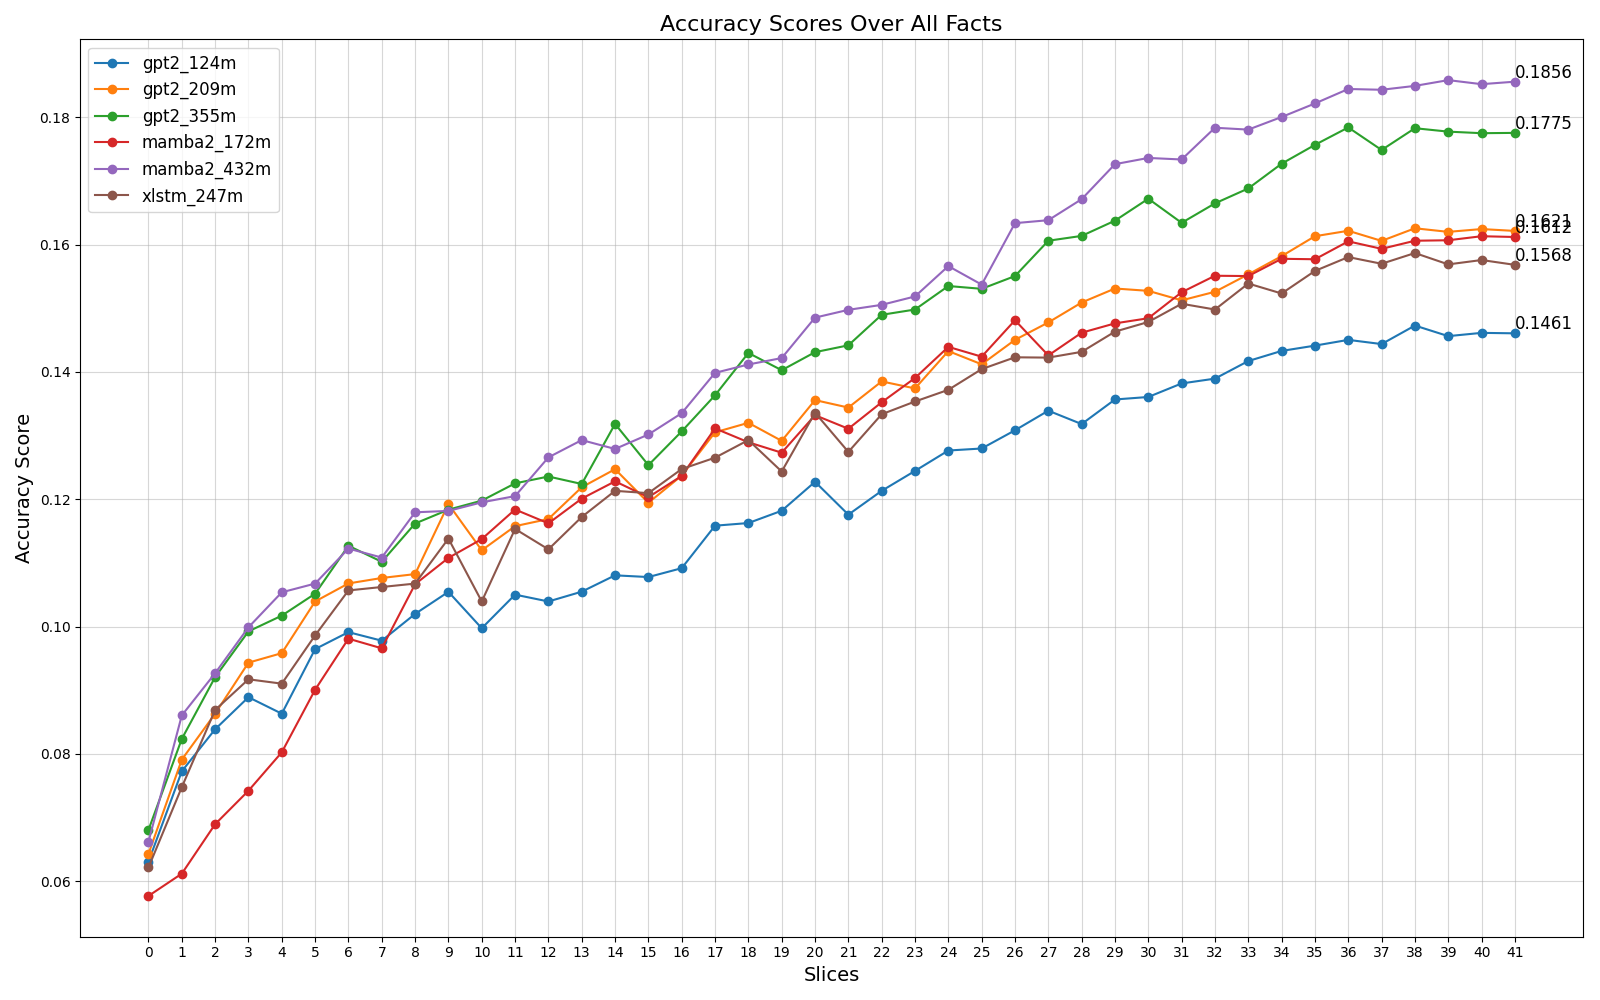 Accuracy Scores Over All Facts
gpt2_124m
gpt2_209m
gpt2_355m
mamba2_172m
mamba2_432m
xlstm_247m
0.1856
0.1775
0.1621
0.1612
0.1568
0.1461
0.18
0.16
0.14
0.12
0.10
0.08
0.06
Accuracy Score
0 1 2 3 4 5 6 7 8 9 10 11 12 13 14 15 16 17 18 19 20 21 22 23 24 25 26 27 28 29 30 31 32 33 34 35 36 37 38 39 40 41
Slices